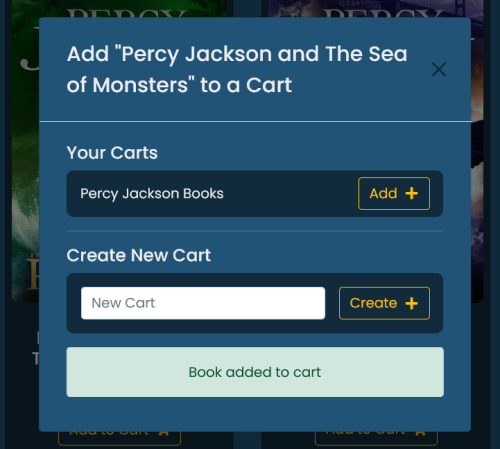 PERCY
PERCY
Add "Percy Jackson and The Sea
of Monsters" to a Cart
Your Carts
Percy Jackson Books
Add
Create New Cart
New Cart
Create
Book added to cart
Add to Cart
Add to Cart